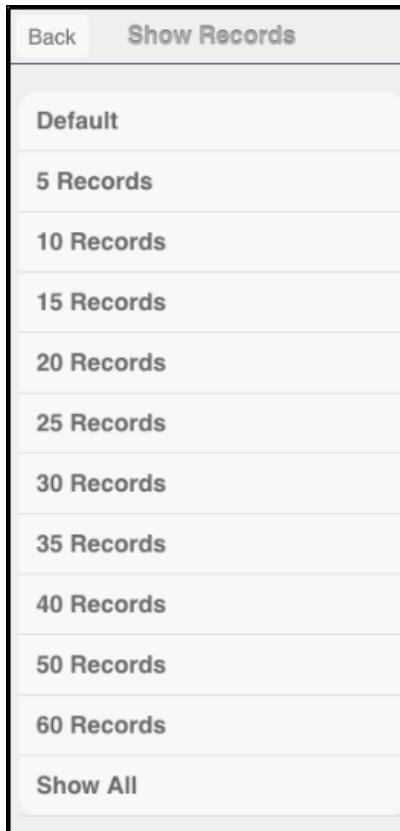 Back Show Records
Default
5 Records
10 Records
15 Records
20 Records
25 Records
30 Records
35 Records
40 Records
50 Records
60 Records
Show All